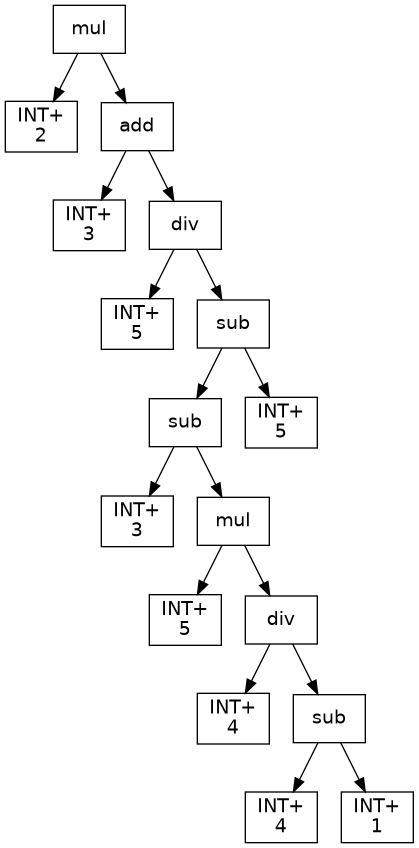 mul
INT+
2
add
INT+
3
div
INT+
5
sub
sub
INT+
5
INT+
3
mul
INT+
5
div
INT+
4
sub
INT+
4
INT+
1